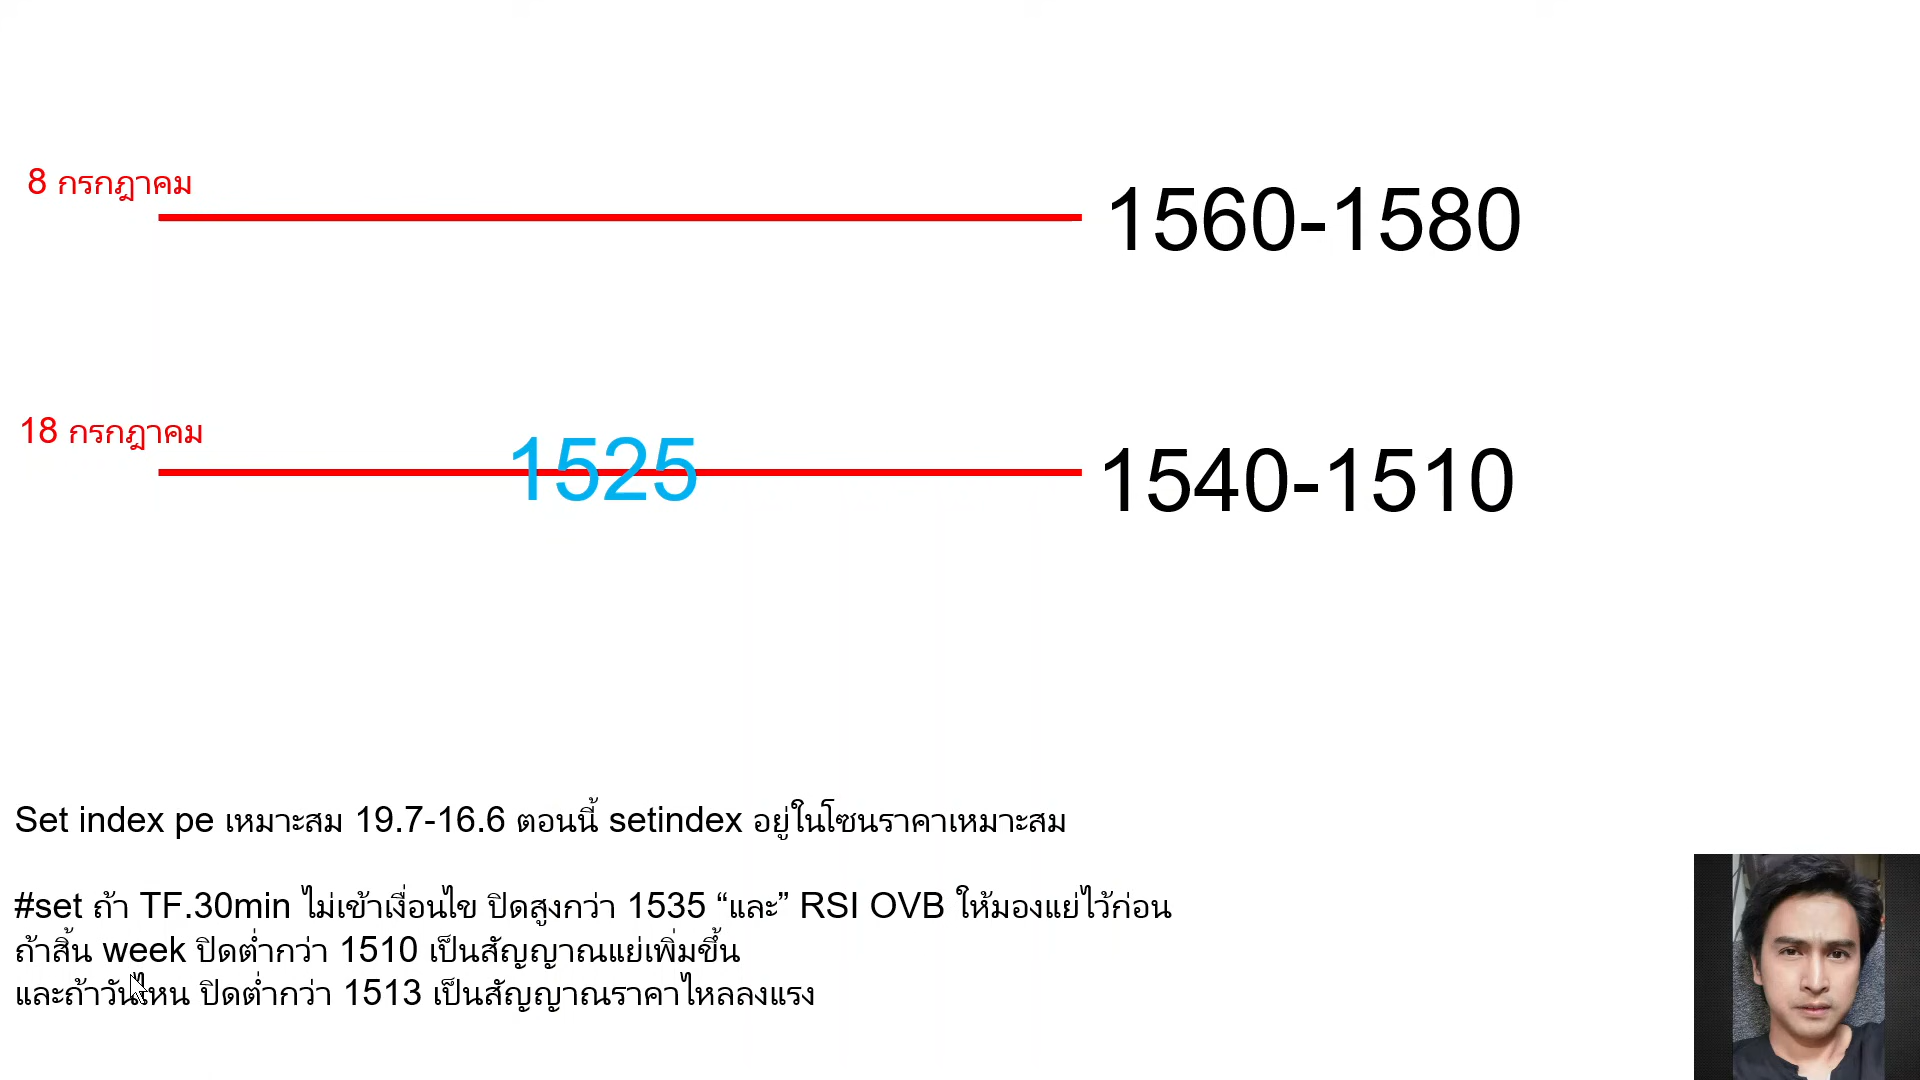 8 กรกฎาคม
1560-1580
18 กรกฎาคม
1525
1540-1510
Set index pe เหมาะสม 19.7-16.6 ตอนนี้ setindex อยู่ในโซนราคาเหมาะสม
#set ถ้า TF.30min ไม่เข้าเงื่อนไข ปิดสูงกว่า 1535 “และ” RSI OVB ให้มองแย่ไว้ก่อน
ถ้าสิ้น week ปิดต่ำกว่า 1510 เป็นสัญญาณแย่เพิ่มขึ้น
และถ้าวันไหน ปิดต่ำกว่า 1513 เป็นสัญญาณราคาไหลลงแรง